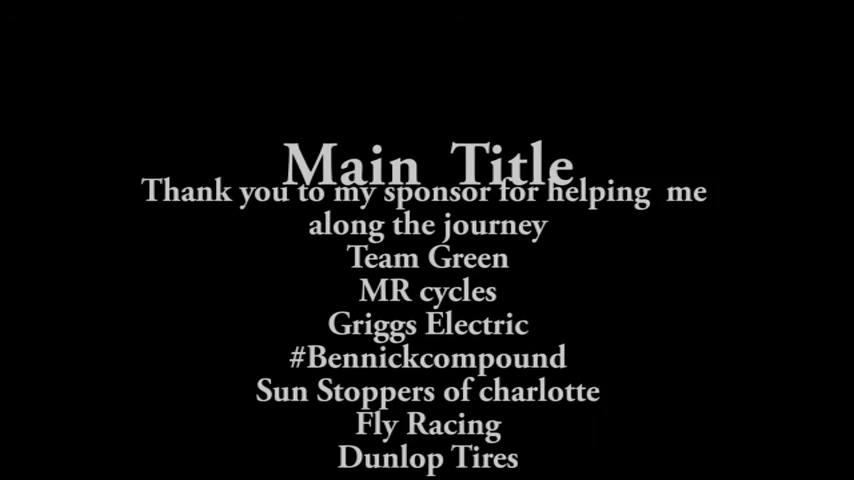 Main Title
Thank you to my sponsor for helping me
along the journey
Team Green
MR cycles
Griggs Electric
#Bennickcompound
Sun Stoppers of charlotte
Fly Racing
Dunlop Tires